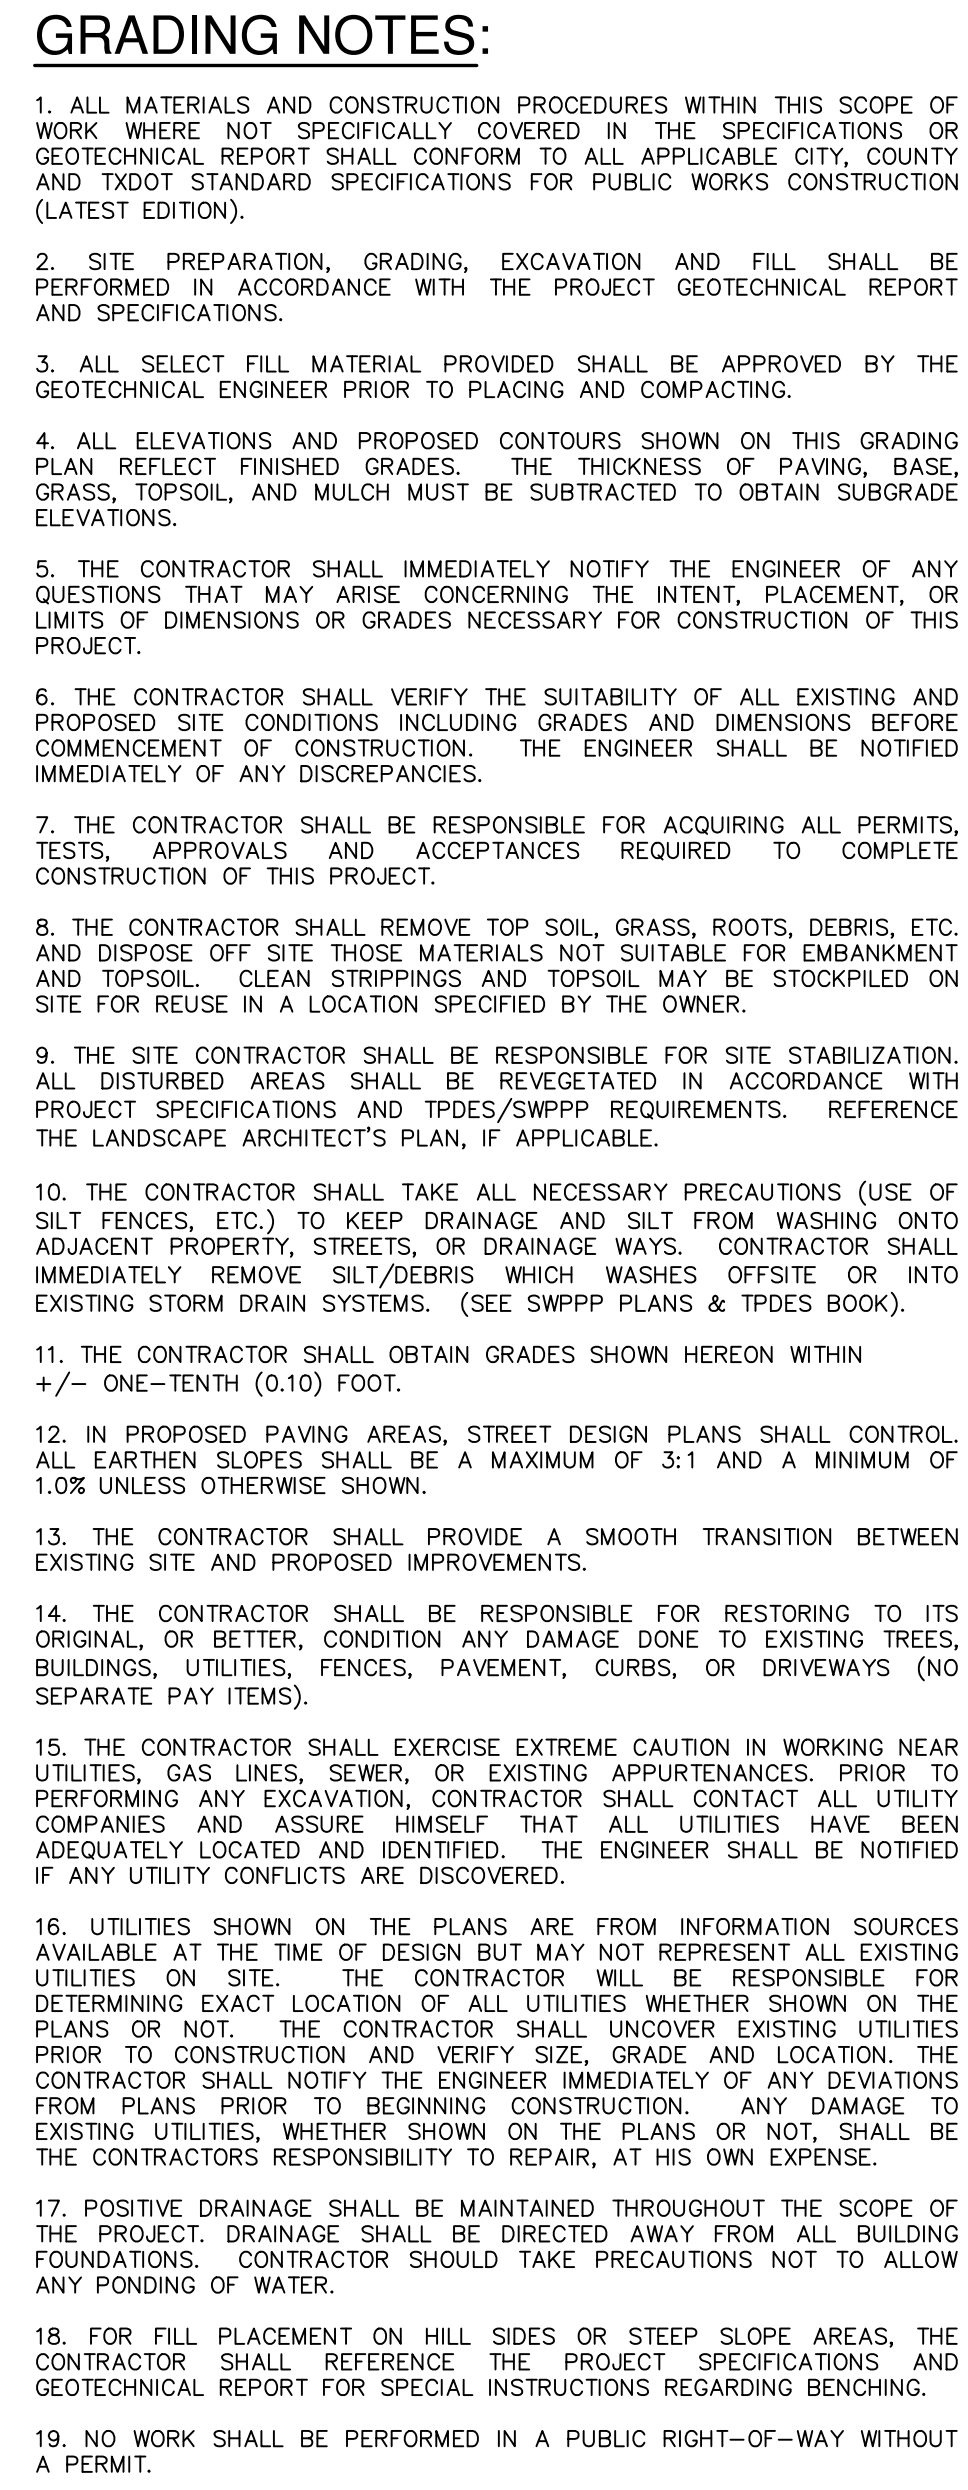 GRADING NOTES:
1. ALL MATERIALS AND CONSTRUCTION PROCEDURES WITHIN THIS SCOPE OF
WORK WHERE NOT SPECIFICALLY COVERED IN THE SPECIFICATIONS OR
GEOTECHNICAL REPORT SHALL CONFORM TO ALL APPLICABLE CITY, COUNTY
AND TXDOT STANDARD SPECIFICATIONS FOR PUBLIC WORKS CONSTRUCTION
(LATEST EDITION).
2. SITE PREPARATION, GRADING, EXCAVATION AND FILL SHALL BE
PERFORMED IN ACCORDANCE WITH THE PROJECT GEOTECHNICAL REPORT
AND SPECIFICATIONS.
3. ALL SELECT FILL MATERIAL PROVIDED SHALL BE APPROVED BY THE
GEOTECHNICAL ENGINEER PRIOR TO PLACING AND COMPACTING.
4. ALL ELEVATIONS AND PROPOSED CONTOURS SHOWN ON THIS GRADING
PLAN REFLECT FINISHED GRADES. THE THICKNESS OF PAVING, BASE,
GRASS, TOPSOIL, AND MULCH MUST BE SUBTRACTED TO OBTAIN SUBGRADE
ELEVATIONS.
5. THE CONTRACTOR SHALL IMMEDIATELY NOTIFY THE ENGINEER OF ANY
QUESTIONS THAT MAY ARISE CONCERNING THE INTENT, PLACEMENT, OR
LIMITS OF DIMENSIONS OR GRADES NECESSARY FOR CONSTRUCTION OF THIS
PROJECT.
6. THE CONTRACTOR SHALL VERIFY THE SUITABILITY OF ALL EXISTING AND
PROPOSED SITE CONDITIONS INCLUDING GRADES AND DIMENSIONS BEFORE
COMMENCEMENT OF CONSTRUCTION. THE ENGINEER SHALL BE NOTIFIED
IMMEDIATELY OF ANY DISCREPANCIES.
7. THE CONTRACTOR SHALL BE RESPONSIBLE FOR ACQUIRING ALL PERMITS,
TESTS, APPROVALS AND ACCEPTANCES REQUIRED TO COMPLETE
CONSTRUCTION OF THIS PROJECT.
8. THE CONTRACTOR SHALL REMOVE TOP SOIL, GRASS, ROOTS, DEBRIS, ETC.
AND DISPOSE OFF SITE THOSE MATERIALS NOT SUITABLE FOR EMBANKMENT
AND TOPSOIL. CLEAN STRIPPINGS AND TOPSOIL MAY BE STOCKPILED ON
SITE FOR REUSE IN A LOCATION SPECIFIED BY THE OWNER.
9. THE SITE CONTRACTOR SHALL BE RESPONSIBLE FOR SITE STABILIZATION.
ALL DISTURBED AREAS SHALL BE REVEGETATED IN ACCORDANCE WITH
PROJECT SPECIFICATIONS AND TPDES/SWPPP REQUIREMENTS. REFERENCE
THE LANDSCAPE ARCHITECT'S PLAN, IF APPLICABLE.
10. THE CONTRACTOR SHALL TAKE ALL NECESSARY PRECAUTIONS (USE OF
SILT FENCES, ETC.) TO KEEP DRAINAGE AND SILT FROM WASHING ONTO
ADJACENT PROPERTY, STREETS, OR DRAINAGE WAYS. CONTRACTOR SHALL
IMMEDIATELY REMOVE SILT/DEBRIS WHICH WASHES OFFSITE OR INTO
EXISTING STORM DRAIN SYSTEMS. (SEE SWPPP PLANS & TPDES BOOK).
11. THE CONTRACTOR SHALL OBTAIN GRADES SHOWN HEREON WITHIN
+/- ONE-TENTH (0.10) FOOT.
12. IN PROPOSED PAVING AREAS, STREET DESIGN PLANS SHALL CONTROL.
ALL EARTHEN SLOPES SHALL BE A MAXIMUM OF 3:1 AND A MINIMUM OF
1.0% UNLESS OTHERWISE SHOWN.
13. THE CONTRACTOR SHALL PROVIDE A SMOOTH TRANSITION BETWEEN
EXISTING SITE AND PROPOSED IMPROVEMENTS.
14. THE CONTRACTOR SHALL BE RESPONSIBLE FOR RESTORING TO ITS
ORIGINAL, OR BETTER, CONDITION ANY DAMAGE DONE TO EXISTING TREES,
BUILDINGS, UTILITIES, FENCES, PAVEMENT, CURBS, OR DRIVEWAYS (NO
SEPARATE PAY ITEMS).
15. THE CONTRACTOR SHALL EXERCISE EXTREME CAUTION IN WORKING NEAR
UTILITIES, GAS LINES, SEWER, OR EXISTING APPURTENANCES. PRIOR TO
PERFORMING ANY EXCAVATION, CONTRACTOR SHALL CONTACT ALL UTILITY
COMPANIES AND ASSURE HIMSELF THAT ALL UTILITIES HAVE BEEN
ADEQUATELY LOCATED AND IDENTIFIED. THE ENGINEER SHALL BE NOTIFIED
IF ANY UTILITY CONFLICTS ARE DISCOVERED.
16. UTILITIES SHOWN ON THE PLANS ARE FROM INFORMATION SOURCES
AVAILABLE AT THE TIME OF DESIGN BUT MAY NOT REPRESENT ALL EXISTING
UTILITIES ON SITE. THE CONTRACTOR WILL BE RESPONSIBLE FOR
DETERMINING EXACT LOCATION OF ALL UTILITIES WHETHER SHOWN ON THE
PLANS OR NOT. THE CONTRACTOR SHALL UNCOVER EXISTING UTILITIES
PRIOR TO CONSTRUCTION AND VERIFY SIZE, GRADE AND LOCATION. THE
CONTRACTOR SHALL NOTIFY THE ENGINEER IMMEDIATELY OF ANY DEVIATIONS
FROM PLANS PRIOR TO BEGINNING CONSTRUCTION. ANY DAMAGE TO
EXISTING UTILITIES, WHETHER SHOWN ON THE PLANS OR NOT, SHALL BE
THE CONTRACTORS RESPONSIBILITY TO REPAIR, AT HIS OWN EXPENSE.
17. POSITIVE DRAINAGE SHALL BE MAINTAINED THROUGHOUT THE SCOPE OF
THE PROJECT. DRAINAGE SHALL BE DIRECTED AWAY FROM ALL BUILDING
FOUNDATIONS. CONTRACTOR SHOULD TAKE PRECAUTIONS NOT TO ALLOW
ANY PONDING OF WATER.
18. FOR FILL PLACEMENT ON HILL SIDES OR STEEP SLOPE AREAS, THE
CONTRACTOR SHALL REFERENCE THE PROJECT SPECIFICATIONS AND
GEOTECHNICAL REPORT FOR SPECIAL INSTRUCTIONS REGARDING BENCHING.
19. NO WORK SHALL BE PERFORMED IN A PUBLIC RIGHT-OF-WAY WITHOUT
A PERMIT.